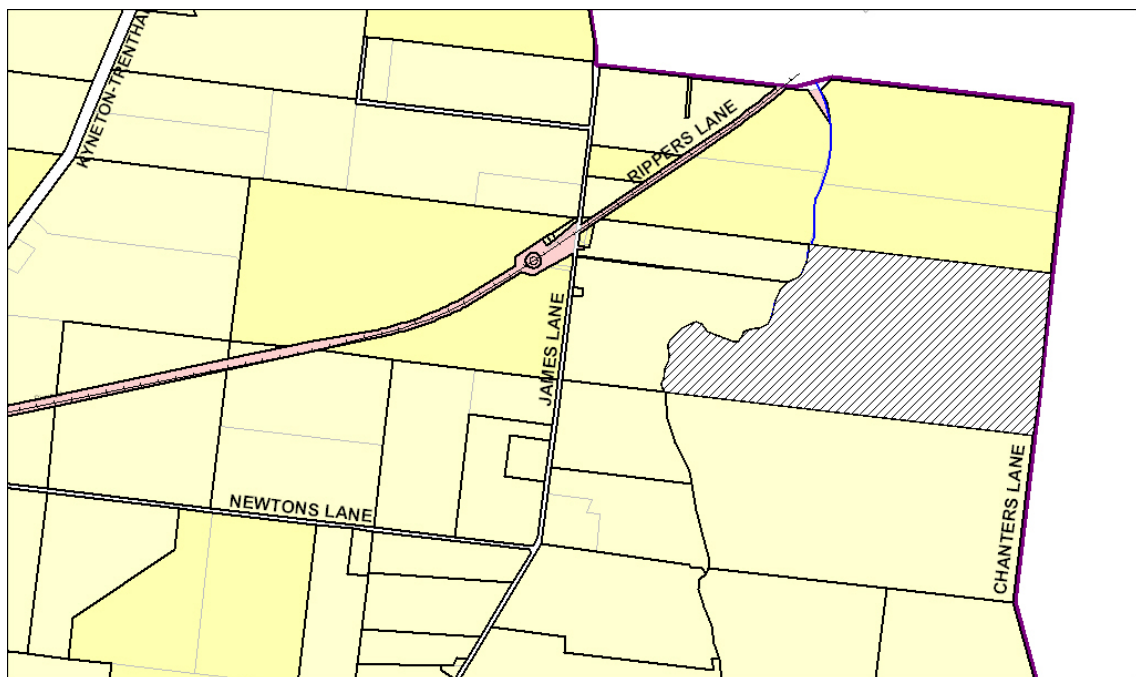 KYNETON-TRENTHA
RIPPERS LANE
JAMES LANE
NEWTONS LANE
CHANTERS LANE